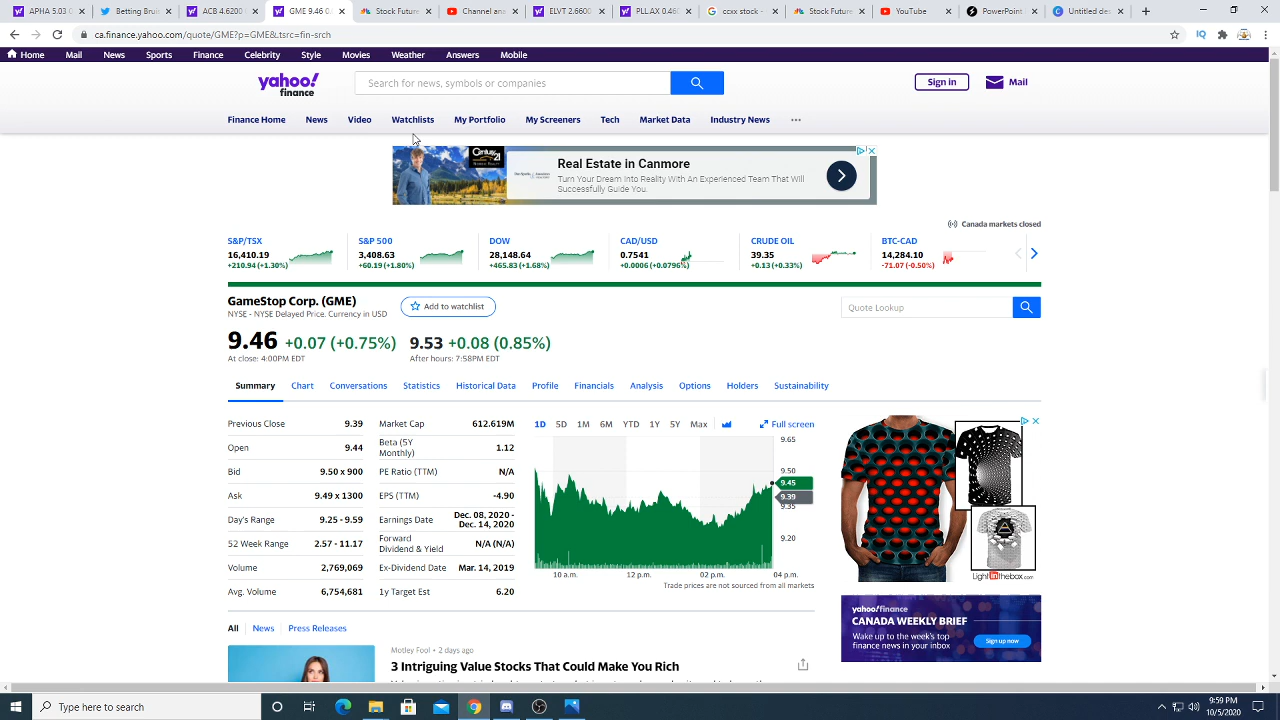 APHA 5.03 0
Betting Bruis
ACB 4.6200
GME 9.46 0
Stock Future
Channel ana
ELVT 2.6600
PLLAX 0.46
ccxx stock -
Stock Future
YouTube
PowerPoint
Untitled des
ca.finance.yahoo.com/quote/GME?p=GME&.tsrc=fin-srch
Home Mail News Sports Finance Celebrity Style Movies Weather Answers Mobile
yahoo!
finance
Search for news, symbols or companies
Sign in
Mail
Finance Home News Video Watchlists My Portfolio My Screeners Tech Market Data Industry News ...
CENTURY 21
Real Estate in Canmore
Turn Your Dream Into Reality With An Experienced Team That Will
Successfully Guide You.
Canada markets closed
S&P/TSX S&P 500 DOW CAD/USD CRUDE OIL BTC-CAD
16,410.19 3,408.63 28,148.64 0.7541 39.35 14,284.10
+210.94 (+1.30%) +60.19 (+1.80%) +465.83 (+1.68%) +0.0006 (+0.0796%) +0.13 (+0.33%) -71.07 (-0.50%)
GameStop Corp. (GME)
Add to watchlist
Quote Lookup
NYSE - NYSE Delayed Price. Currency in USD
9.46 +0.07 (+0.75%) 9.53 +0.08 (0.85%)
At close: 4:00PM EDT After hours: 7:58PM EDT
Summary Chart Conversations Statistics Historical Data Profile Financials Analysis Options Holders Sustainability
Previous Close 9.39
Open 9.44
Bid 9.50 x 900
Ask 9.49 x 1300
Day's Range 9.25 - 9.59
52 Week Range 2.57 - 11.17
Volume 2,769,069
Avg. Volume 6,754,681
Market Cap 612.619M
Beta (5Y
Monthly) 1.12
PE Ratio (TTM) N/A
EPS (TTM) -4.90
Earnings Date Dec. 08, 2020 -
Dec. 14, 2020
Forward
Dividend & Yield N/A (N/A)
Ex-Dividend Date Mar. 14, 2019
1y Target Est 6.20
1D 5D 1M 6M YTD 1Y 5Y Max Full screen
9.65
9.50
9.45
9.39
9.35
9.20
10 a.m. 12 p.m. 02 p.m. 04 p.m.
Trade prices are not sourced from all markets
LightInthebox.com
yahoo!finance
CANADA WEEKLY BRIEF
Wake up to the week's top
finance news in your inbox
Sign up now
All News Press Releases
Motley Fool • 2 days ago
3 Intriguing Value Stocks That Could Make You Rich
Type here to search
9:59 PM
10/5/2020